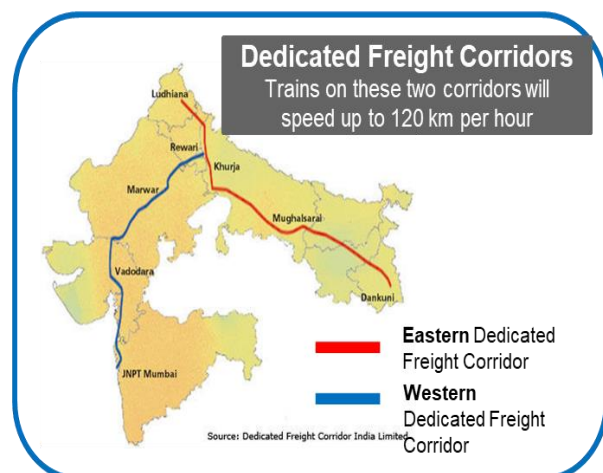 Dedicated Freight Corridors
Trains on these two corridors will
speed up to 120 km per hour
Ludhiana
Rewari
Khurja
Marwar
Mughalsarai
Vadodara
Dankuni
JNPT Mumbai
Eastern Dedicated
Freight Corridor
Western
Dedicated Freight
Corridor
Source: Dedicated Freight Corridor India Limited